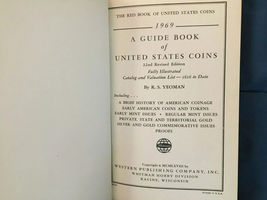 THE RED BOOK OF UNITED STATES COINS
1969
A GUIDE BOOK
of
UNITED STATES COINS
22nd Revised Edition
Fully Illustrated
Catalog and Valuation List — 1616 to Date
By R. S. YEOMAN
Including . . .
A BRIEF HISTORY OF AMERICAN COINAGE
EARLY AMERICAN COINS AND TOKENS
EARLY MINT ISSUES · REGULAR MINT ISSUES
PRIVATE, STATE AND TERRITORIAL GOLD
SILVER AND GOLD COMMEMORATIVE ISSUES
PROOFS
Copyright © MCMLXVIII by
WESTERN PUBLISHING COMPANY, INC.
WHITMAN HOBBY DIVISION
RACINE, WISCONSIN